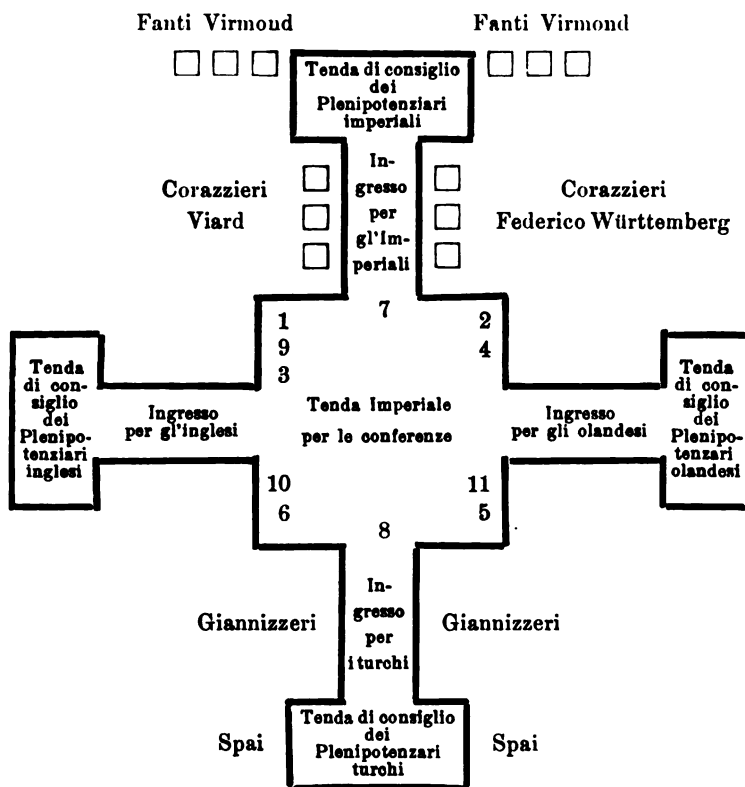 Fanti Virmoud
Fanti Virmond
Tenda di consiglio
dei
Plenipotenziari
imperiali
In-
gresso
per
gl'Im-
periali
Corazzieri
Viard
Corazzieri
Federico Württemberg
7
1
9
3
2
4
Tenda
di con-
siglio
dei
Plenipo-
tenziari
inglesi
Ingresso
per gl'inglesi
Tenda Imperiale
per le conferenze
Ingresso
per gli olandesi
Tenda
di con-
siglio
dei
Plenipo-
tenzari
olandesi
10
6
11
5
8
In-
gresso
per
i turchi
Giannizzeri
Giannizzeri
Spai
Tenda di consiglio
dei
Plenipotenzari
turchi
Spai